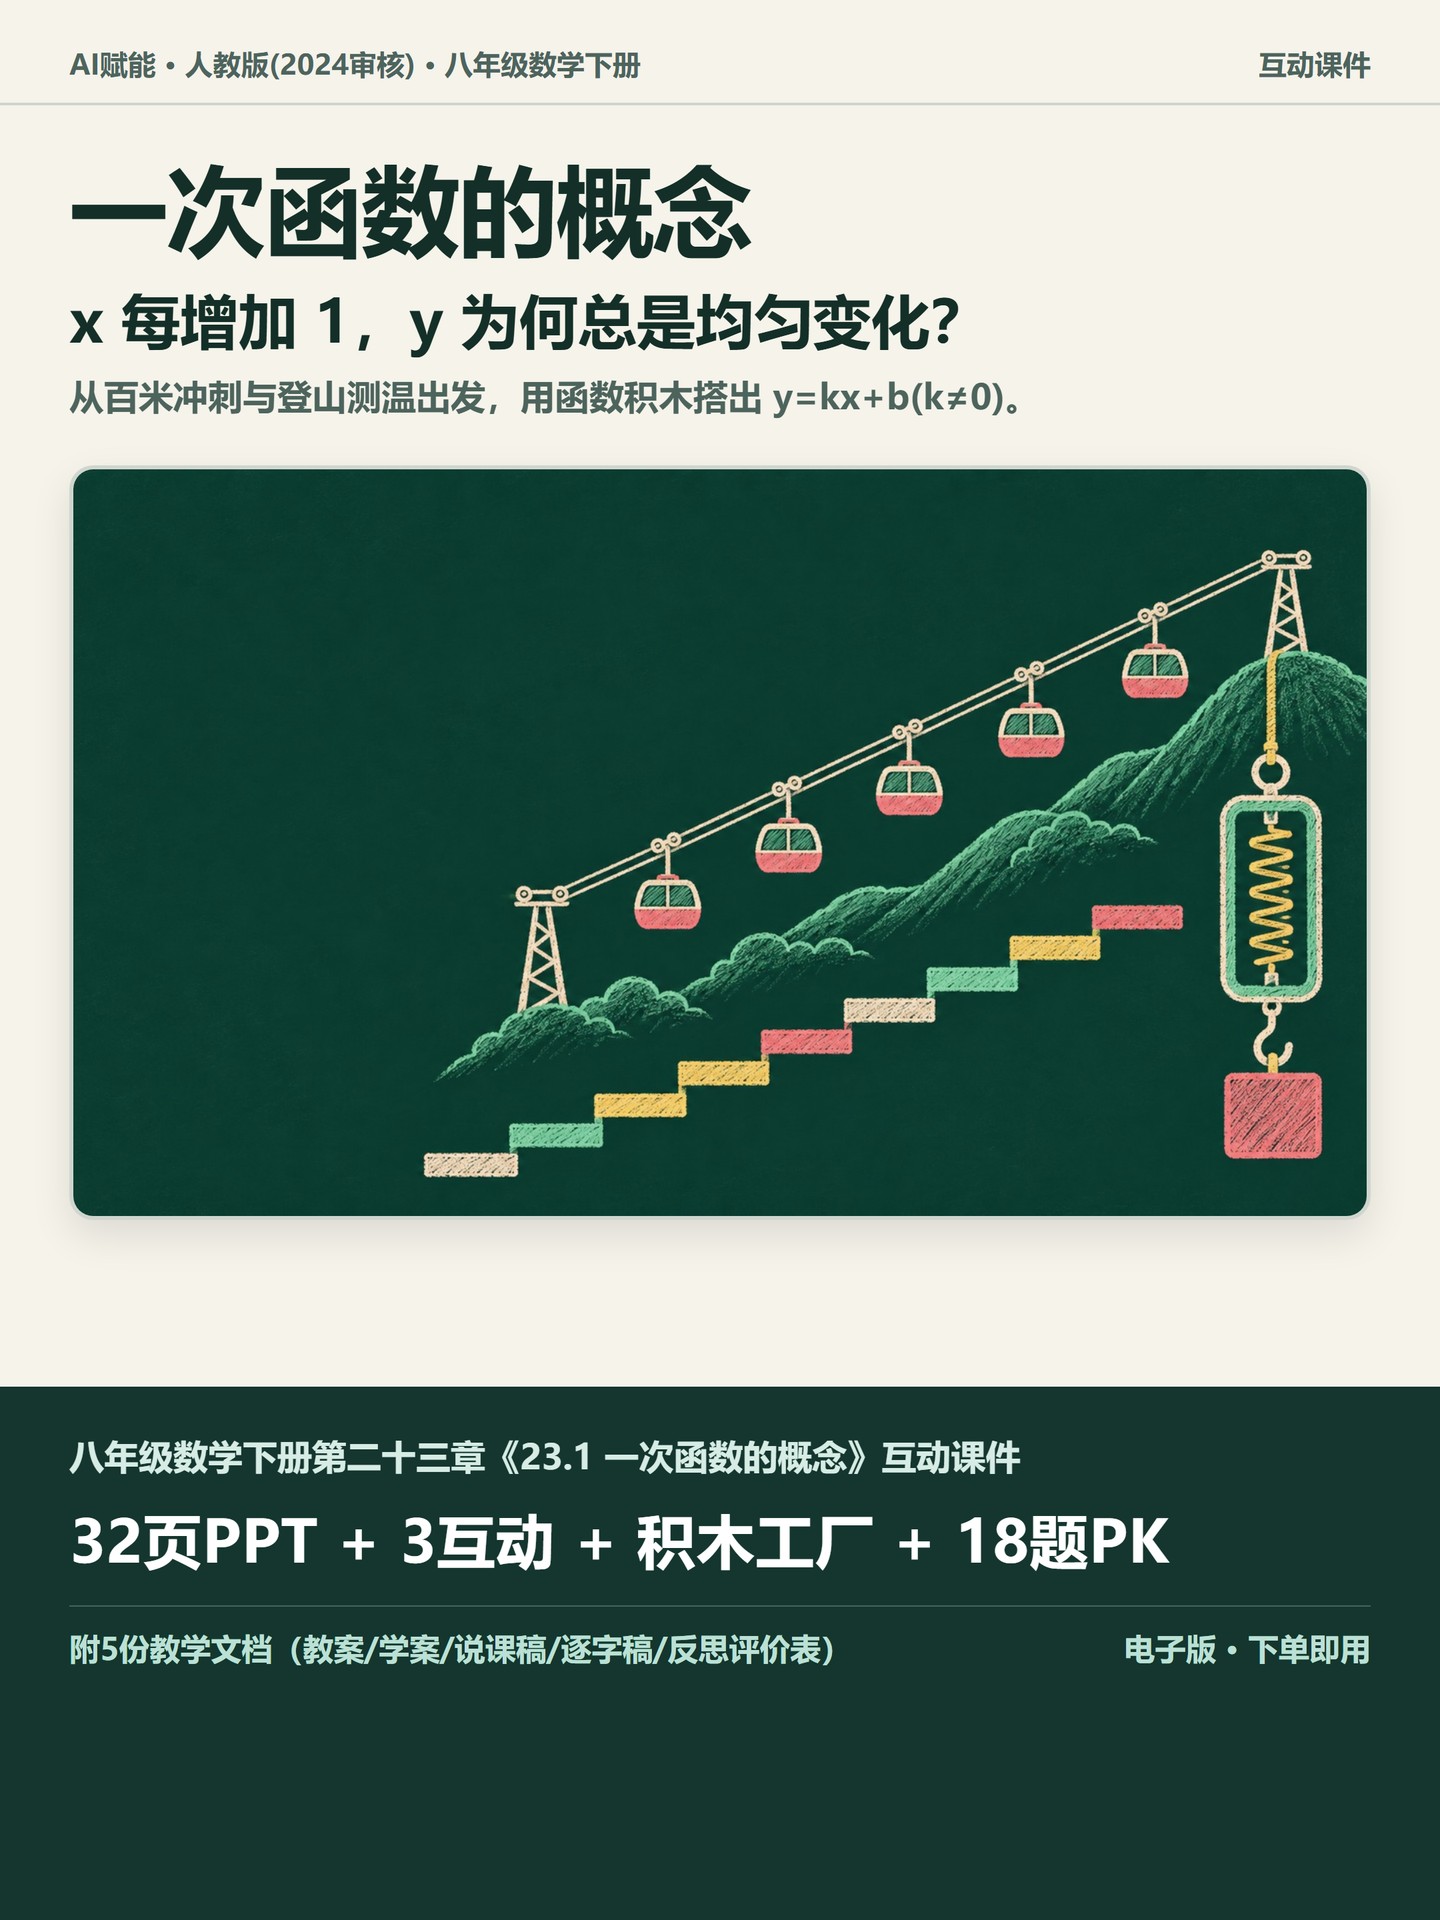 AI赋能 • 人教版(2024审核) • 八年级数学下册
互动课件
一次函数的概念
x 每增加 1，y 为何总是均匀变化？
从百米冲刺与登山测温出发，用函数积木搭出 y=kx+b(k≠0)。
八年级数学下册第二十三章《23.1 一次函数的概念》互动课件
32页PPT + 3互动 + 积木工厂 + 18题PK
附5份教学文档（教案/学案/说课稿/逐字稿/反思评价表）
电子版 • 下单即用